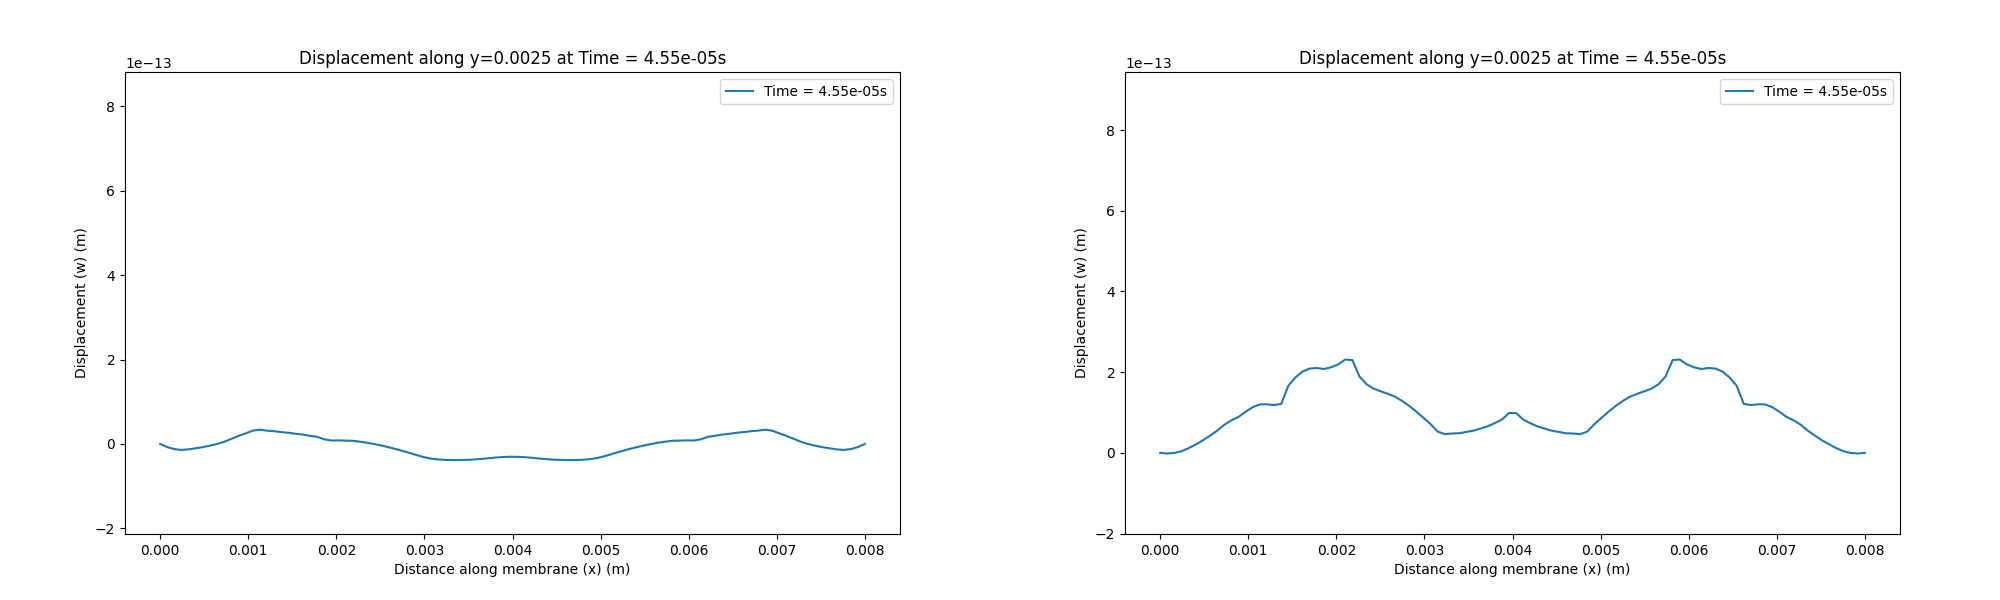 Displacement along y=0.0025 at Time = 4.55e-05s
1e−13
Time = 4.55e-05s
8
6
4
2
0
−2
Displacement (w) (m)
0.000 0.001 0.002 0.003 0.004 0.005 0.006 0.007 0.008
Distance along membrane (x) (m)
Displacement along y=0.0025 at Time = 4.55e-05s
1e−13
Time = 4.55e-05s
8
6
4
2
0
−2
Displacement (w) (m)
0.000 0.001 0.002 0.003 0.004 0.005 0.006 0.007 0.008
Distance along membrane (x) (m)